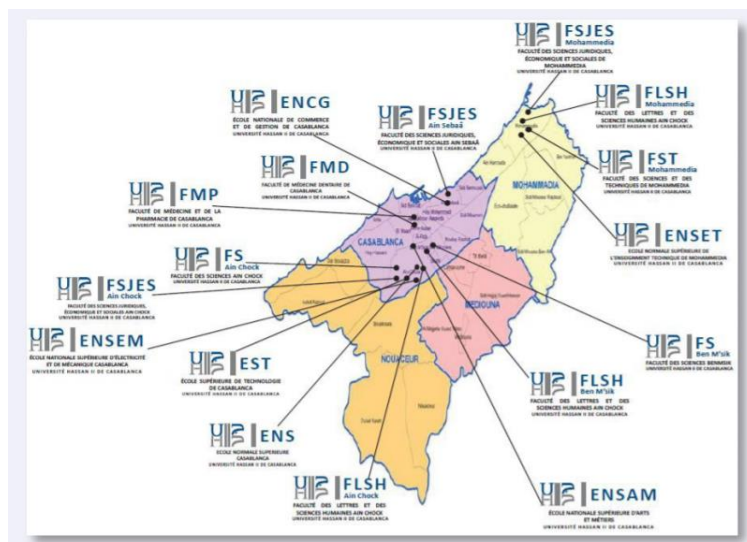 FSJES
Mohammedia
FACULTÉ DES SCIENCES JURIDIQUES,
ÉCONOMIQUE ET SOCIALES DE
MOHAMMEDIA
UNIVERSITÉ HASSAN II DE CASABLANCA
ENCG
ÉCOLE NATIONALE DE COMMERCE
ET DE GESTION DE CASABLANCA
UNIVERSITÉ HASSAN II DE CASABLANCA
FSJES
Ain Sebaâ
FACULTÉ DES SCIENCES JURIDIQUES,
ÉCONOMIQUE ET SOCIALES AIN SEBAÂ
UNIVERSITÉ HASSAN II DE CASABLANCA
FLSH
Mohammedia
FACULTÉ DES LETTRES ET DES
SCIENCES HUMAINES AIN CHOCK
UNIVERSITÉ HASSAN II DE CASABLANCA
FMD
FACULTÉ DE MÉDECINE DENTAIRE DE
CASABLANCA
UNIVERSITÉ HASSAN II DE CASABLANCA
FST
Mohammedia
FACULTÉ DES SCIENCES ET DES
TECHNIQUES DE MOHAMMEDIA
UNIVERSITÉ HASSAN II DE CASABLANCA
FMP
FACULTÉ DE MÉDECINE ET DE LA
PHARMACIE DE CASABLANCA
UNIVERSITÉ HASSAN II DE CASABLANCA
MOHAMMADIA
CASABLANCA
ENSET
ÉCOLE NORMALE SUPÉRIEURE DE
L'ENSEIGNEMENT TECHNIQUE DE MOHAMMEDIA
UNIVERSITÉ HASSAN II DE CASABLANCA
FS
Ain Chock
FACULTÉ DES SCIENCES AIN CHOCK
UNIVERSITÉ HASSAN II DE CASABLANCA
FSJES
Ain Chock
FACULTÉ DES SCIENCES JURIDIQUES,
ÉCONOMIQUE ET SOCIALES AIN CHOCK
UNIVERSITÉ HASSAN II DE CASABLANCA
MEDIOUNA
ENSEM
ÉCOLE NATIONALE SUPÉRIEURE D'ÉLECTRICITÉ
ET DE MÉCANIQUE CASABLANCA
UNIVERSITÉ HASSAN II DE CASABLANCA
FS
Ben M'sik
FACULTÉ DES SCIENCES BENMSIK
UNIVERSITÉ HASSAN II DE CASABLANCA
EST
ÉCOLE SUPÉRIEURE DE TECHNOLOGIE
DE CASABLANCA
UNIVERSITÉ HASSAN II DE CASABLANCA
NOUACEUR
FLSH
Ben M'sik
FACULTÉ DES LETTRES ET DES
SCIENCES HUMAINES AIN CHOCK
UNIVERSITÉ HASSAN II DE CASABLANCA
ENS
ECOLE NORMALE SUPERIEURE
CASABLANCA
UNIVERSITÉ HASSAN II DE CASABLANCA
FLSH
Ain Chock
FACULTÉ DES LETTRES ET DES
SCIENCES HUMAINES AIN CHOCK
UNIVERSITÉ HASSAN II DE CASABLANCA
ENSAM
ÉCOLE NATIONALE SUPÉRIEURE D'ARTS
ET MÉTIERS
UNIVERSITÉ HASSAN II DE CASABLANCA